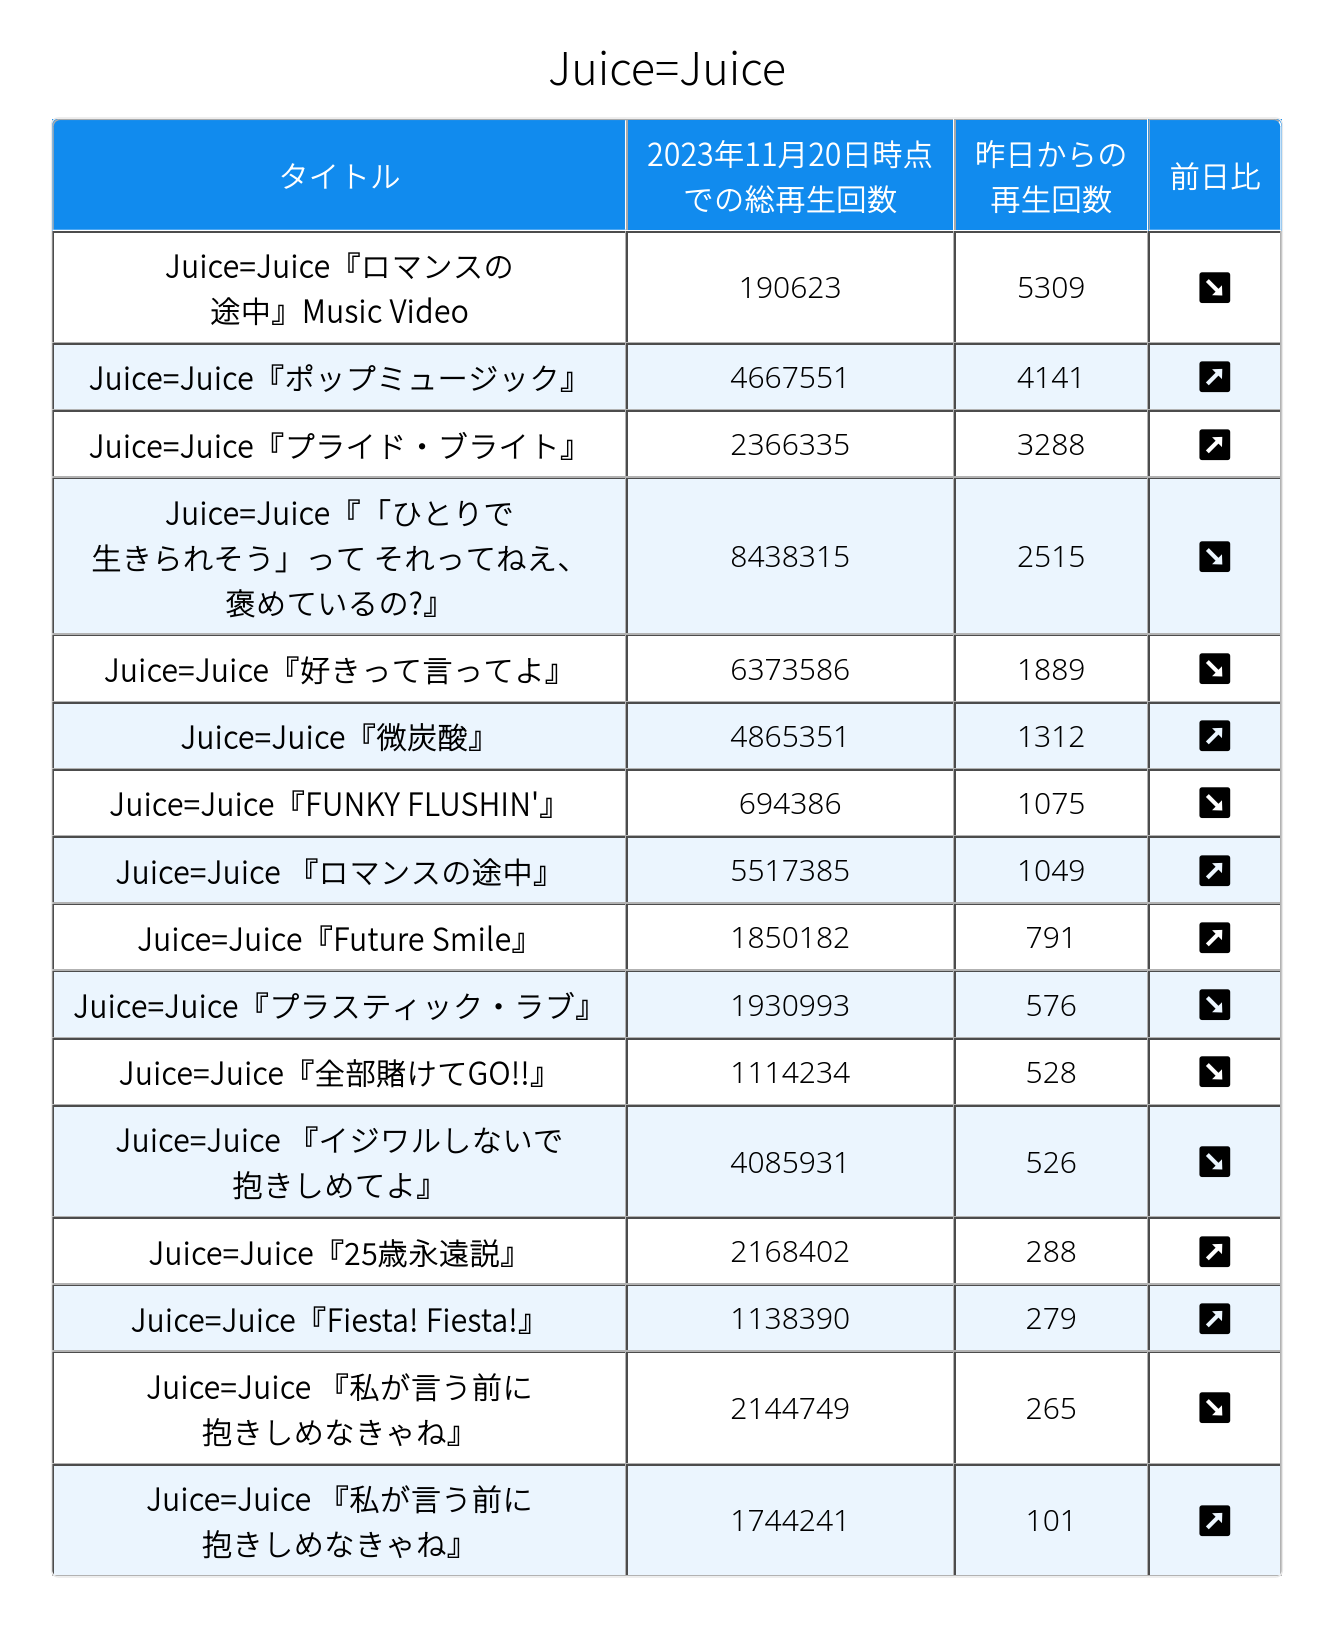 Juice=Juice
タイトル
2023年11月20日時点
での総再生回数
昨日からの
再生回数
前日比
Juice=Juice『ロマンスの
途中』Music Video
190623
5309
Juice=Juice『ポップミュージック』
4667551
4141
Juice=Juice『プライド・ブライト』
2366335
3288
Juice=Juice『「ひとりで
生きられそう」って それってねえ、
褒めているの?』
8438315
2515
Juice=Juice『好きって言ってよ』
6373586
1889
Juice=Juice『微炭酸』
4865351
1312
Juice=Juice『FUNKY FLUSHIN'』
694386
1075
Juice=Juice 『ロマンスの途中』
5517385
1049
Juice=Juice『Future Smile』
1850182
791
Juice=Juice『プラスティック・ラブ』
1930993
576
Juice=Juice『全部賭けてGO!!』
1114234
528
Juice=Juice 『イジワルしないで
抱きしめてよ』
4085931
526
Juice=Juice『25歳永遠説』
2168402
288
Juice=Juice『Fiesta! Fiesta!』
1138390
279
Juice=Juice 『私が言う前に
抱きしめなきゃね』
2144749
265
Juice=Juice 『私が言う前に
抱きしめなきゃね』
1744241
101